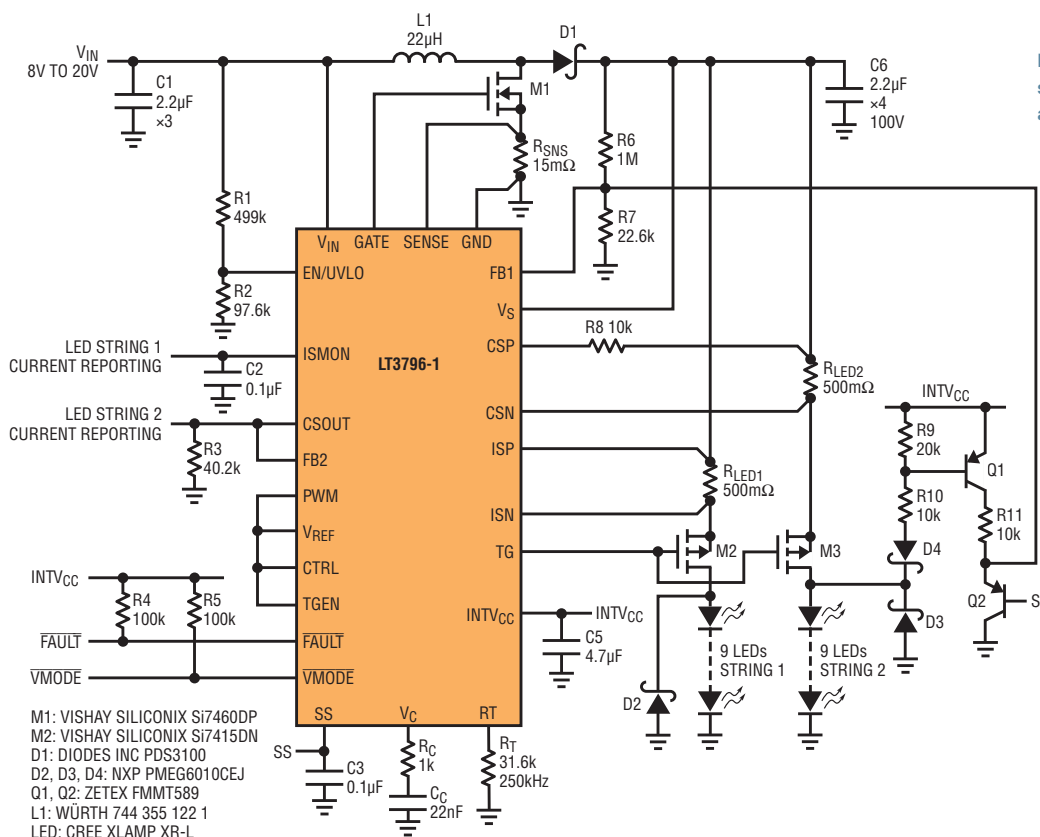 L1
22µH
D1
VIN
8V TO 20V
C1
2.2µF
×3
M1
C6
2.2µF
×4
100V
RSNS
15mΩ
R6
1M
R1
499k
R7
22.6k
VIN GATE SENSE GND
EN/UVLO
FB1
R2
97.6k
VS
R8 10k
LED STRING 1
CURRENT REPORTING
ISMON
LT3796-1
CSP
C2
0.1µF
RLED2
500mΩ
LED STRING 2
CURRENT REPORTING
CSOUT
CSN
INTVCC
R3
40.2k
FB2
ISP
R9
20k
Q1
RLED1
500mΩ
PWM
ISN
R10
10k
R11
10k
VREF
TG
M2
M3
D4
CTRL
INTVCC
R4
100k
R5
100k
TGEN
INTVCC
INTVCC
Q2
S
D3
FAULT
FAULT
C5
4.7µF
9 LEDs
STRING 1
9 LEDs
STRING 2
VMODE
VMODE
D2
SS
VC
RT
M1: VISHAY SILICONIX Si7460DP
M2: VISHAY SILICONIX Si7415DN
D1: DIODES INC PDS3100
D2, D3, D4: NXP PMEG6010CEJ
Q1, Q2: ZETEX FMMT589
L1: WÜRTH 744 355 122 1
LED: CREE XLAMP XR-L
SS
C3
0.1µF
RC
1k
CC
22nF
RT
31.6k
250kHz